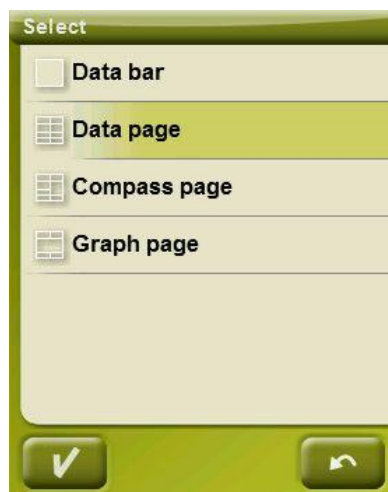 Select
Data bar
Data page
Compass page
Graph page